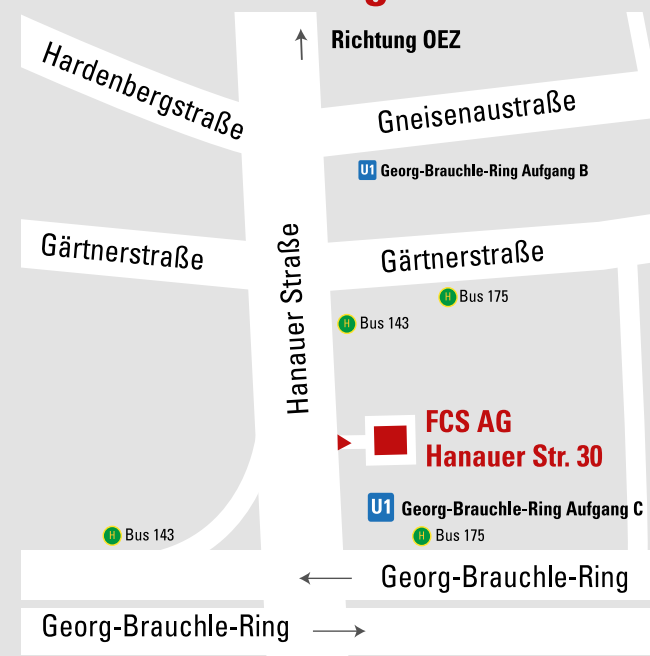 Richtung OEZ
Hardenbergstraße
Gneisenaustraße
U1 Georg-Brauchle-Ring Aufgang B
Gärtnerstraße
Hanauer Straße
Gärtnerstraße
H Bus 175
H Bus 143
FCS AG
Hanauer Str. 30
U1 Georg-Brauchle-Ring Aufgang C
H Bus 143
H Bus 175
Georg-Brauchle-Ring
Georg-Brauchle-Ring